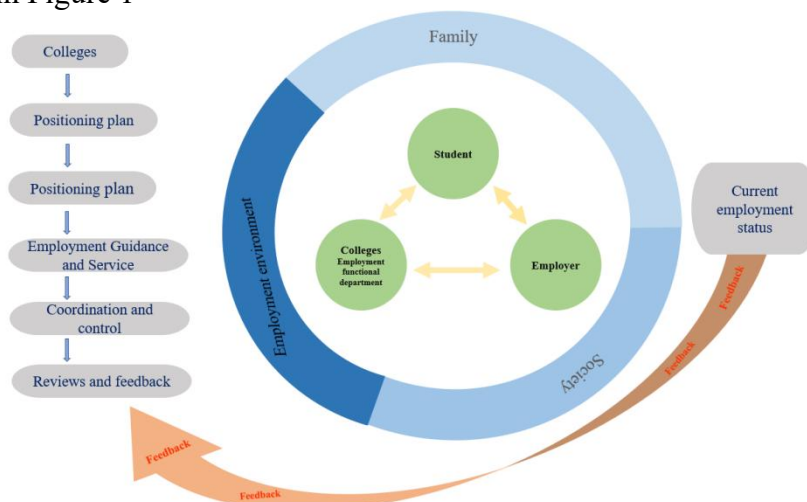 in Figure 1
Colleges
Positioning plan
Positioning plan
Employment Guidance
and Service
Coordination and
control
Reviews and feedback
Family
Employment environment
Society
Student
Colleges
Employment
functional
department
Employer
Current
employment
status
Feedback
Feedback
Feedback
Feedback